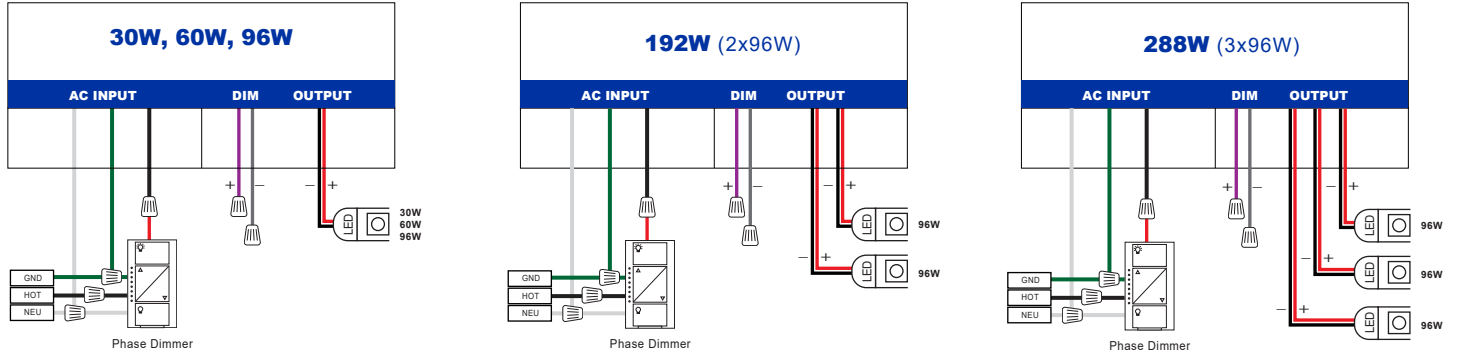 30W, 60W, 96W
AC INPUT DIM OUTPUT
+ −
− +
LED
30W
60W
96W
GND
HOT
NEU
Phase Dimmer
192W (2x96W)
AC INPUT DIM OUTPUT
+ −
− +
LED 96W
− +
LED 96W
GND
HOT
NEU
Phase Dimmer
288W (3x96W)
AC INPUT DIM OUTPUT
+ −
− +
LED 96W
− +
LED 96W
− +
LED 96W
GND
HOT
NEU
Phase Dimmer